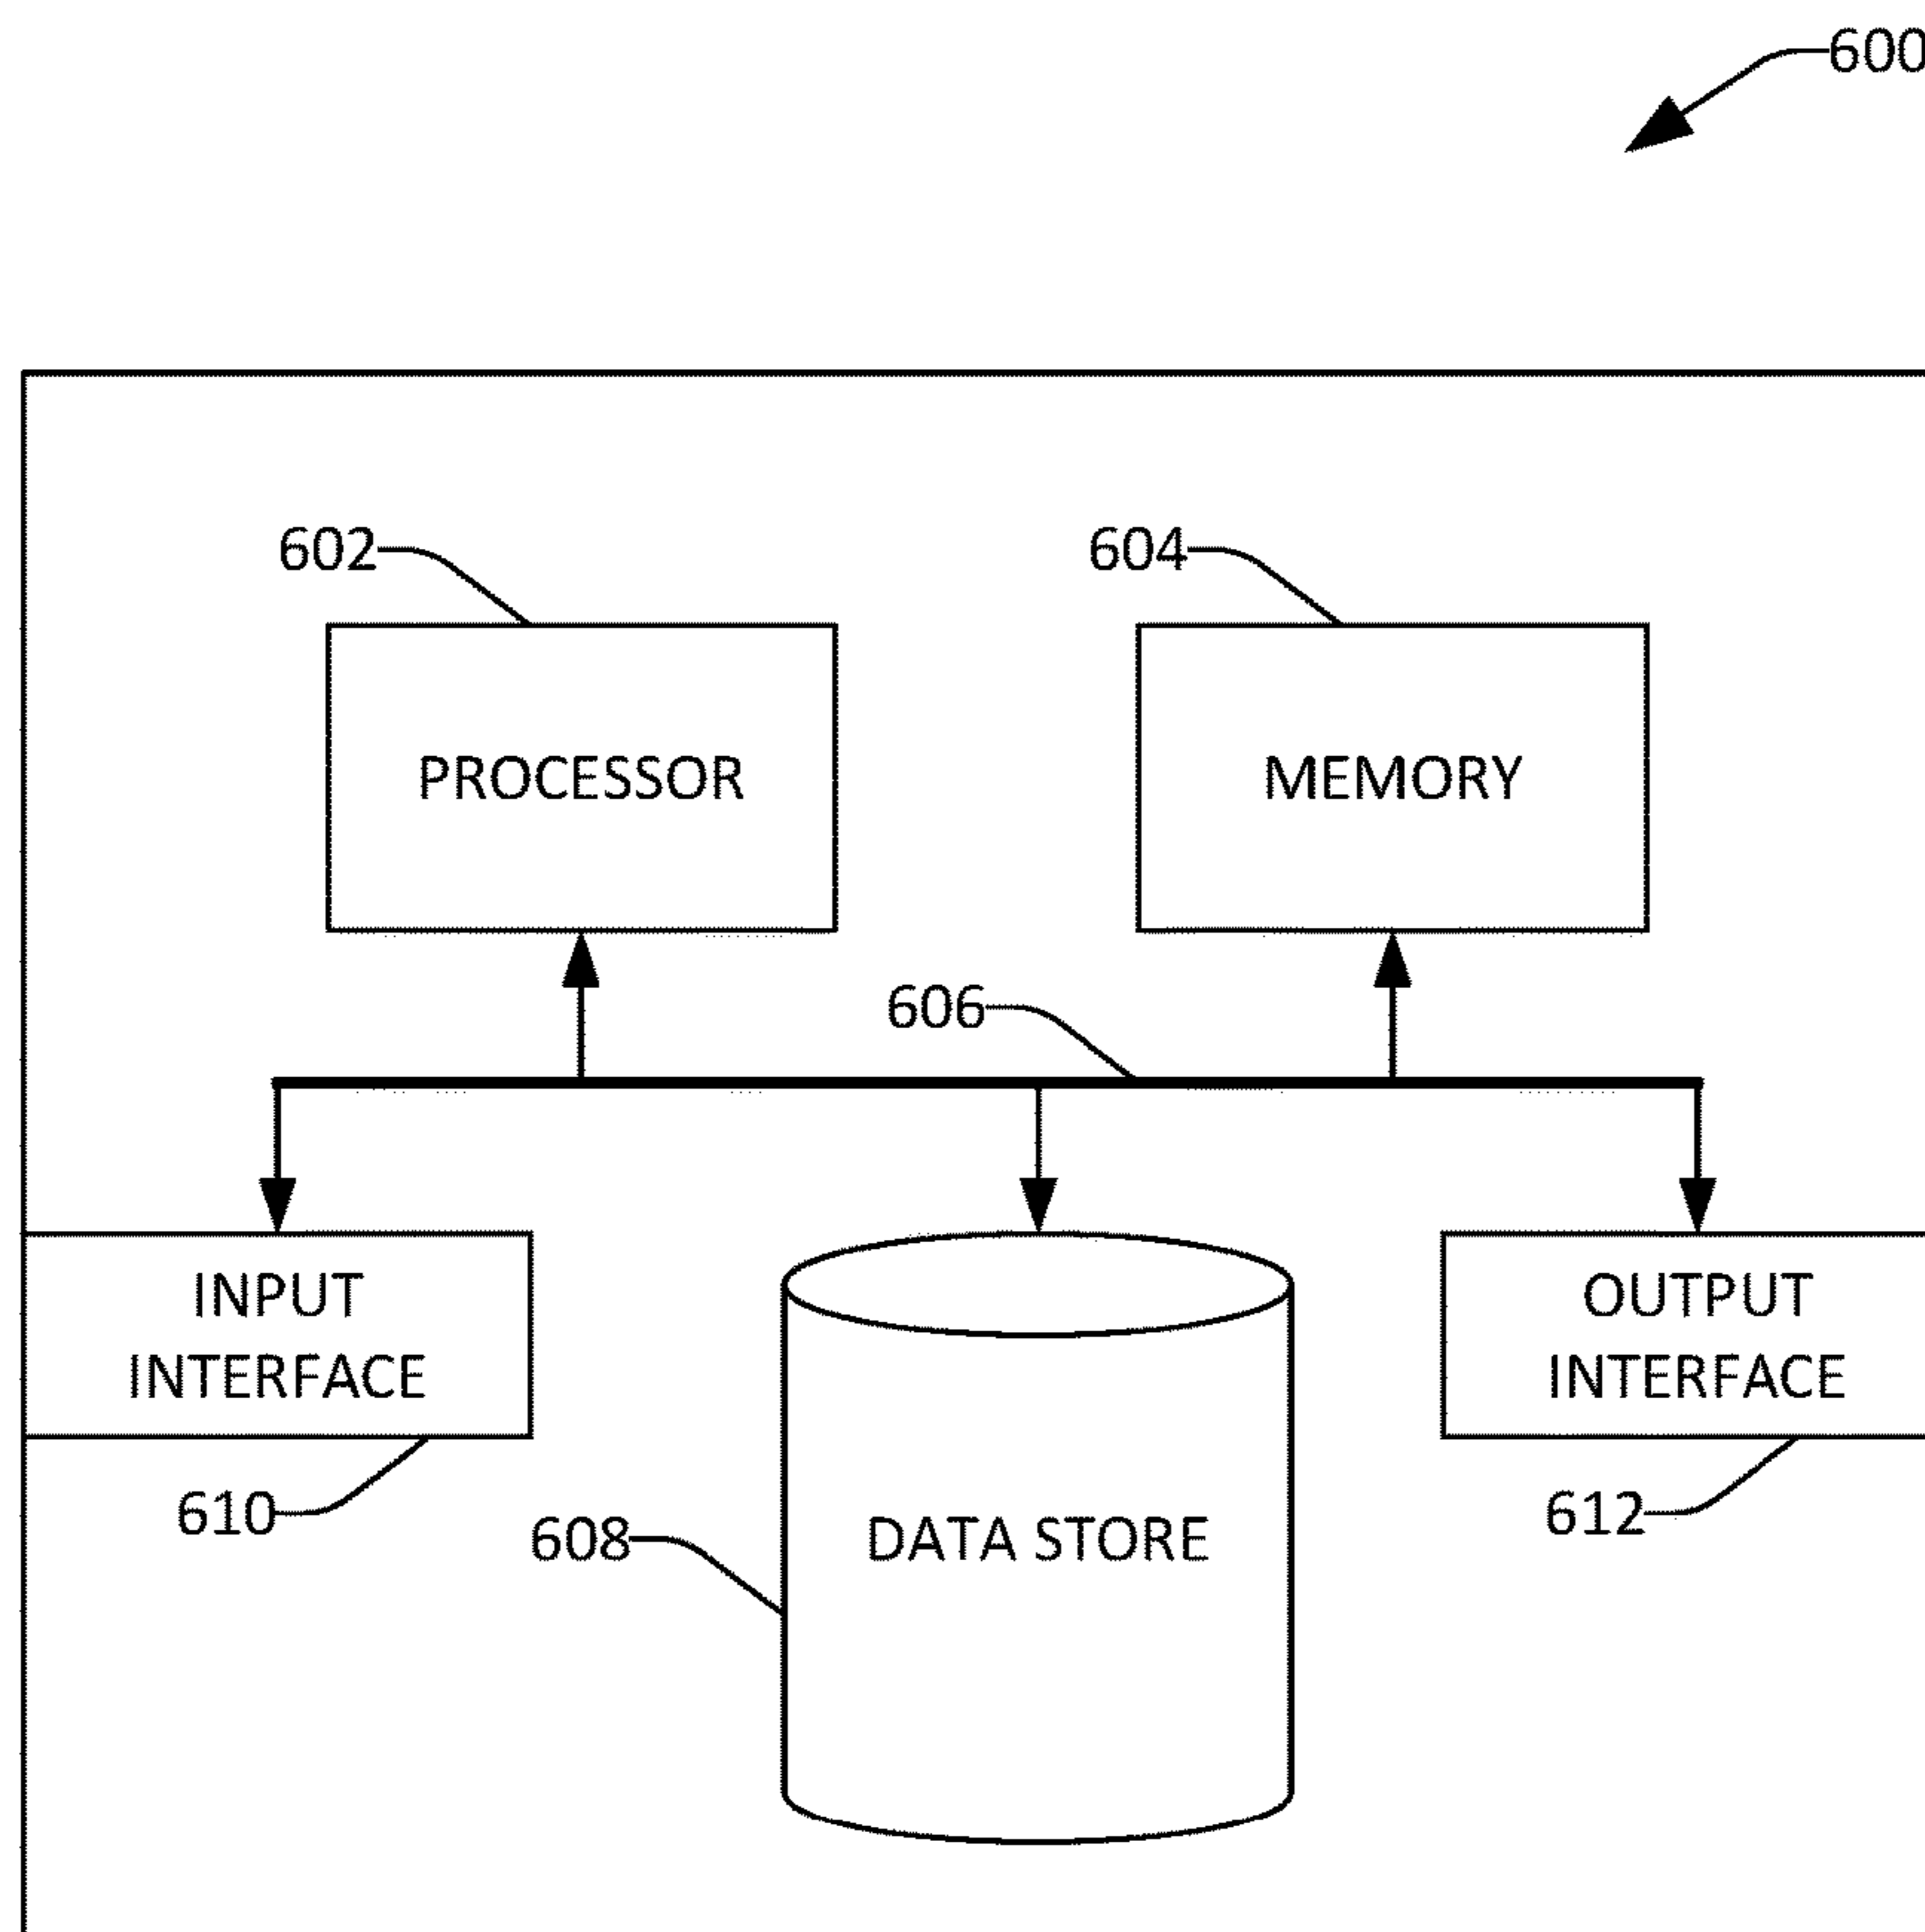 600
602
604
PROCESSOR
MEMORY
606
INPUT
INTERFACE
OUTPUT
INTERFACE
610
608
DATA STORE
612